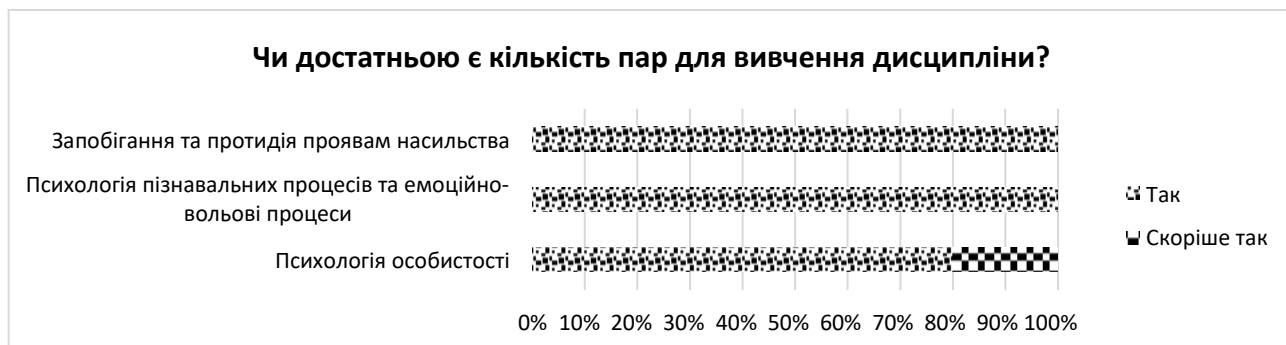 Чи достатньою є кількість пар для вивчення дисципліни?
Запобігання та протидія проявам насильства
Психологія пізнавальних процесів та емоційно-
вольові процеси
Психологія особистості
Так
Скоріше так
0% 10% 20% 30% 40% 50% 60% 70% 80% 90% 100%